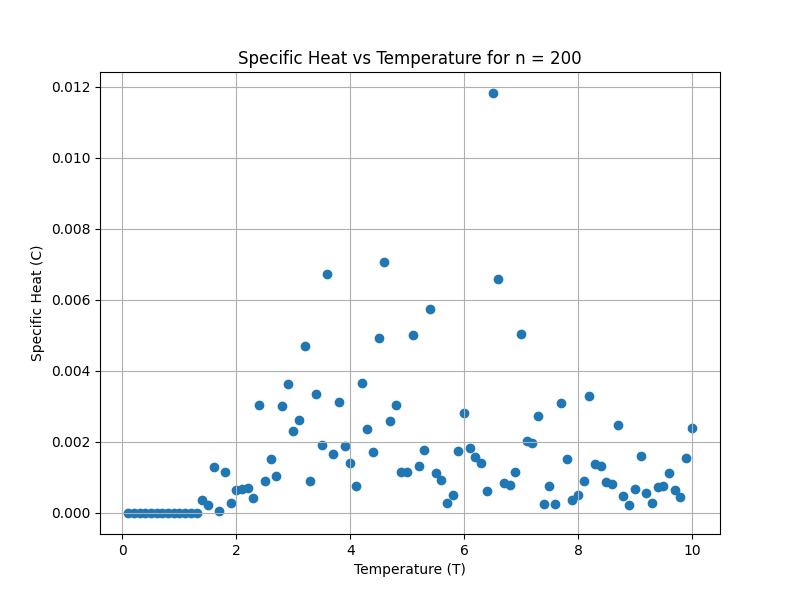 Specific Heat vs Temperature for n = 200
0.012
0.010
0.008
0.006
0.004
0.002
0.000
Specific Heat (C)
0 2 4 6 8 10
Temperature (T)